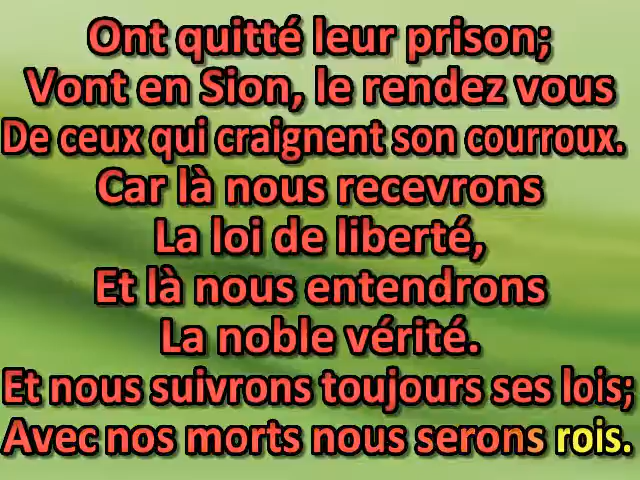 Ont quitté leur prison;
Vont en Sion, le rendez vous
De ceux qui craignent son courroux.
Car là nous recevrons
La loi de liberté,
Et là nous entendrons
La noble vérité.
Et nous suivrons toujours ses lois;
Avec nos morts nous serons rois.